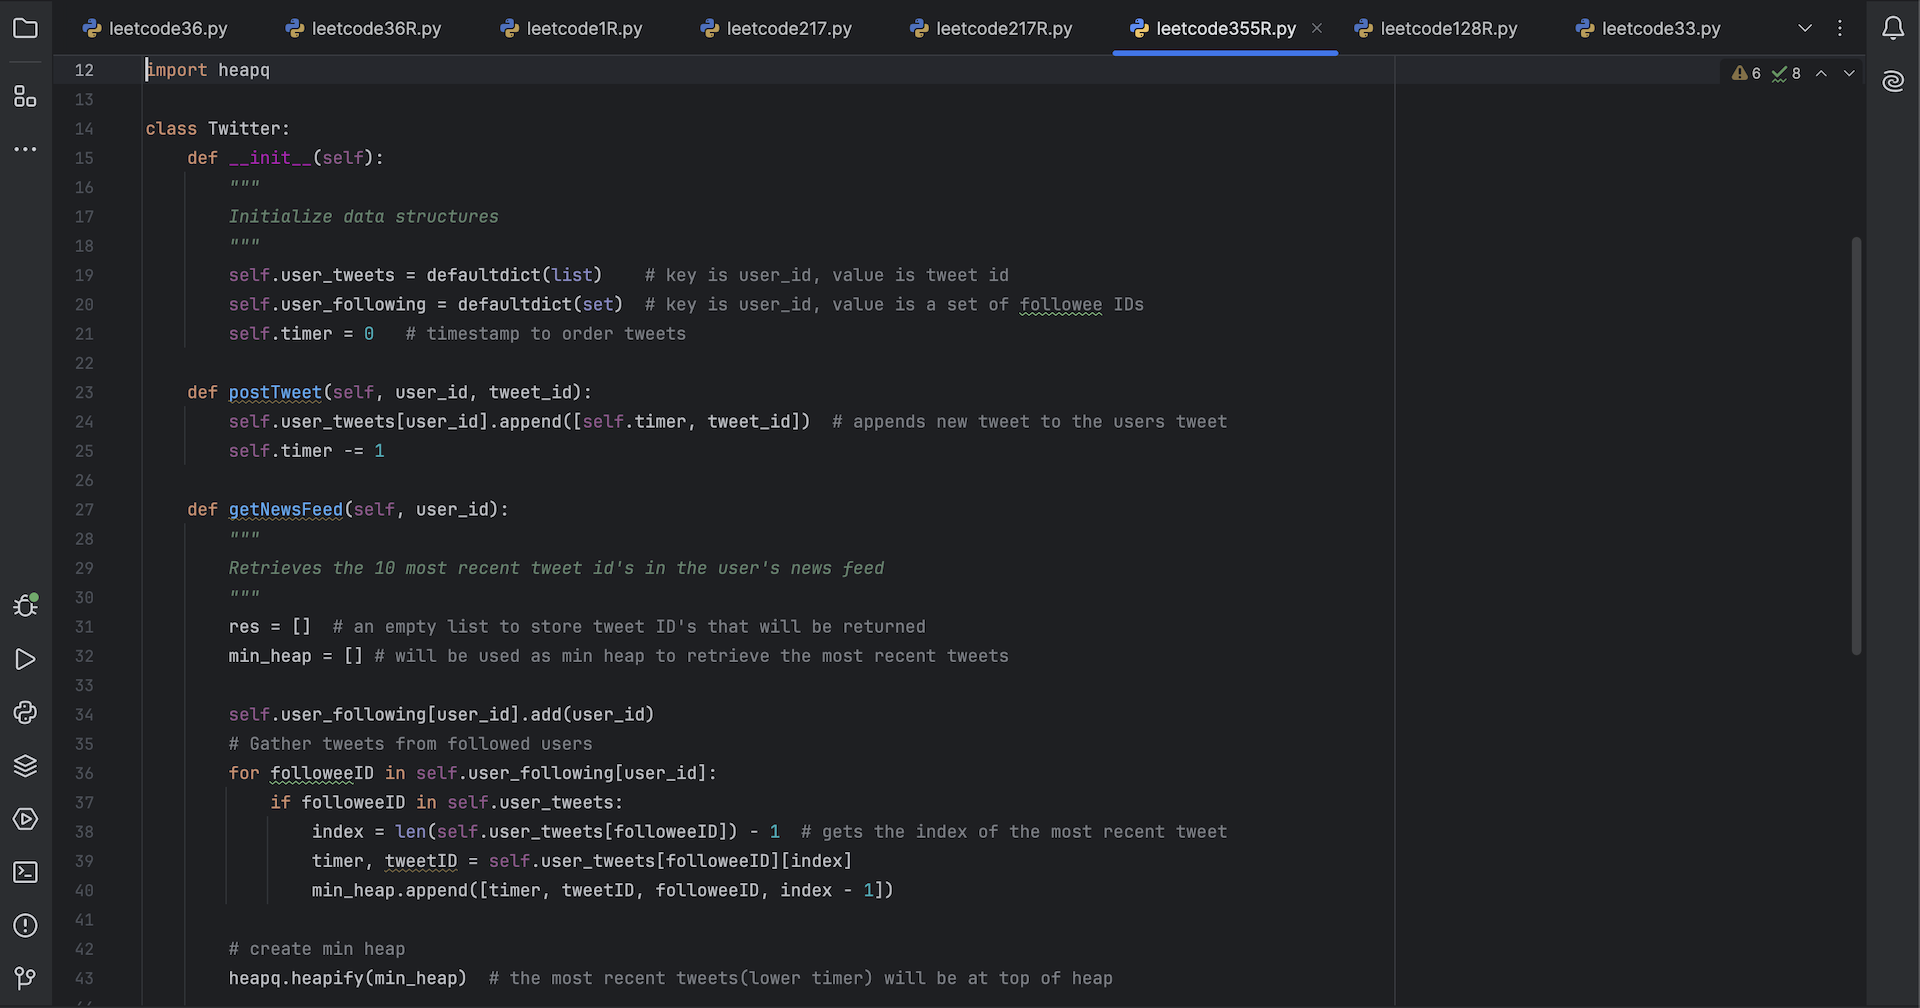 leetcode36.py leetcode36R.py leetcode1R.py leetcode217.py leetcode217R.py leetcode355R.py leetcode128R.py leetcode33.py
12 import heapq 6 8
13
14 class Twitter:
15 def __init__(self):
16 """
17 Initialize data structures
18 """
19 self.user_tweets = defaultdict(list) # key is user_id, value is tweet id
20 self.user_following = defaultdict(set) # key is user_id, value is a set of followee IDs
21 self.timer = 0 # timestamp to order tweets
22
23 def postTweet(self, user_id, tweet_id):
24 self.user_tweets[user_id].append([self.timer, tweet_id]) # appends new tweet to the users tweet
25 self.timer -= 1
26
27 def getNewsFeed(self, user_id):
28 """
29 Retrieves the 10 most recent tweet id's in the user's news feed
30 """
31 res = [] # an empty list to store tweet ID's that will be returned
32 min_heap = [] # will be used as min heap to retrieve the most recent tweets
33
34 self.user_following[user_id].add(user_id)
35 # Gather tweets from followed users
36 for followeeID in self.user_following[user_id]:
37 if followeeID in self.user_tweets:
38 index = len(self.user_tweets[followeeID]) - 1 # gets the index of the most recent tweet
39 timer, tweetID = self.user_tweets[followeeID][index]
40 min_heap.append([timer, tweetID, followeeID, index - 1])
41
42 # create min heap
43 heapq.heapify(min_heap) # the most recent tweets(lower timer) will be at top of heap